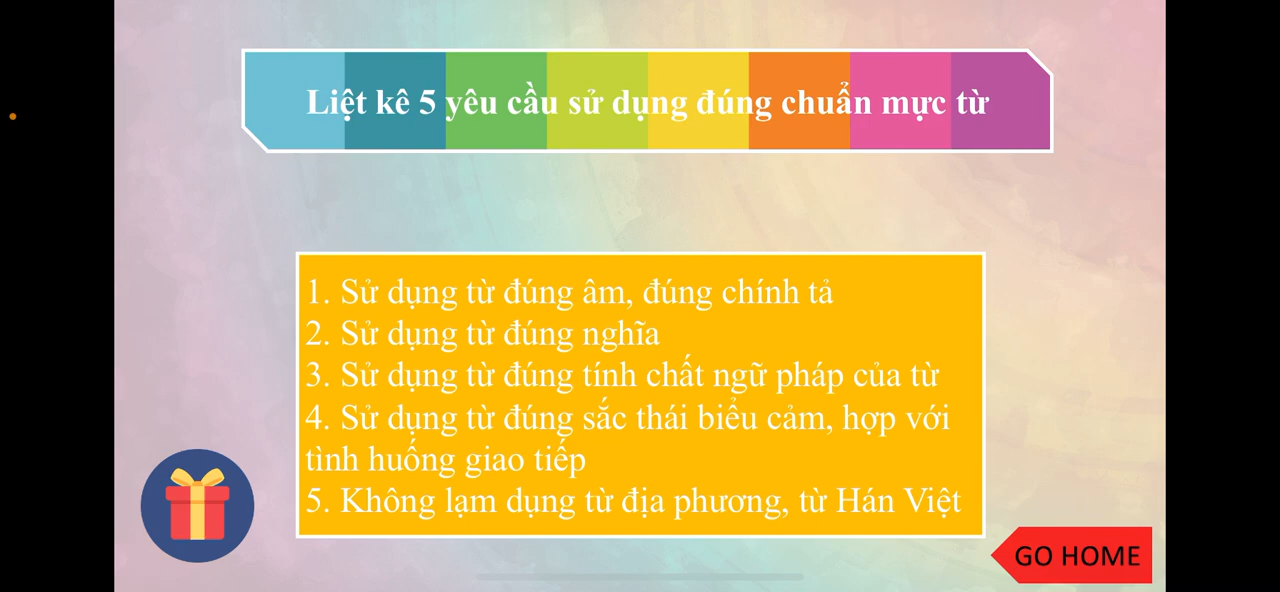 Liệt kê 5 yêu cầu sử dụng đúng chuẩn mực từ
1. Sử dụng từ đúng âm, đúng chính tả
2. Sử dụng từ đúng nghĩa
3. Sử dụng từ đúng tính chất ngữ pháp của từ
4. Sử dụng từ đúng sắc thái biểu cảm, hợp với
tình huống giao tiếp
5. Không lạm dụng từ địa phương, từ Hán Việt
GO HOME